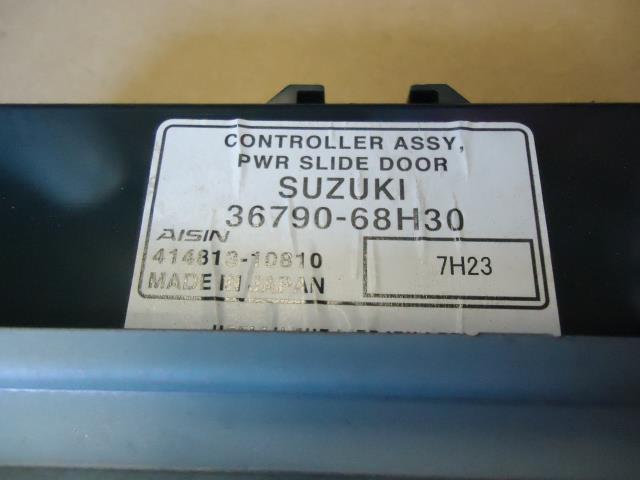 CONTROLLER ASSY,
PWR SLIDE DOOR
SUZUKI
36790-68H30
AISIN
414813-10810
7H23
MADE IN JAPAN